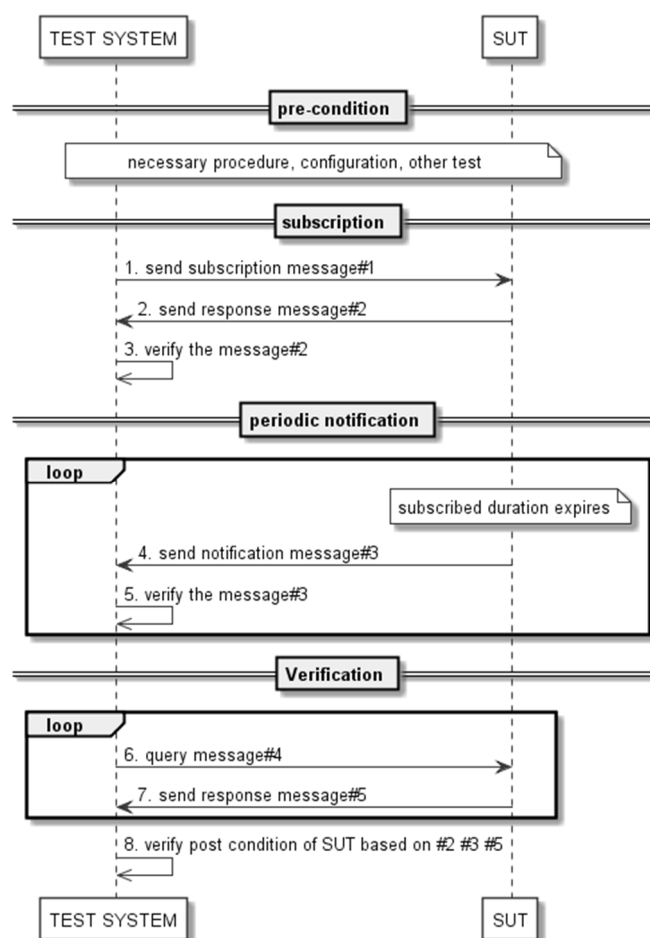 TEST SYSTEM
SUT
pre-condition
necessary procedure, configuration, other test
subscription
1. send subscription message#1
2. send response message#2
3. verify the message#2
periodic notification
loop
subscribed duration expires
4. send notification message#3
5. verify the message#3
Verification
loop
6. query message#4
7. send response message#5
8. verify post condition of SUT based on #2 #3 #5
TEST SYSTEM
SUT